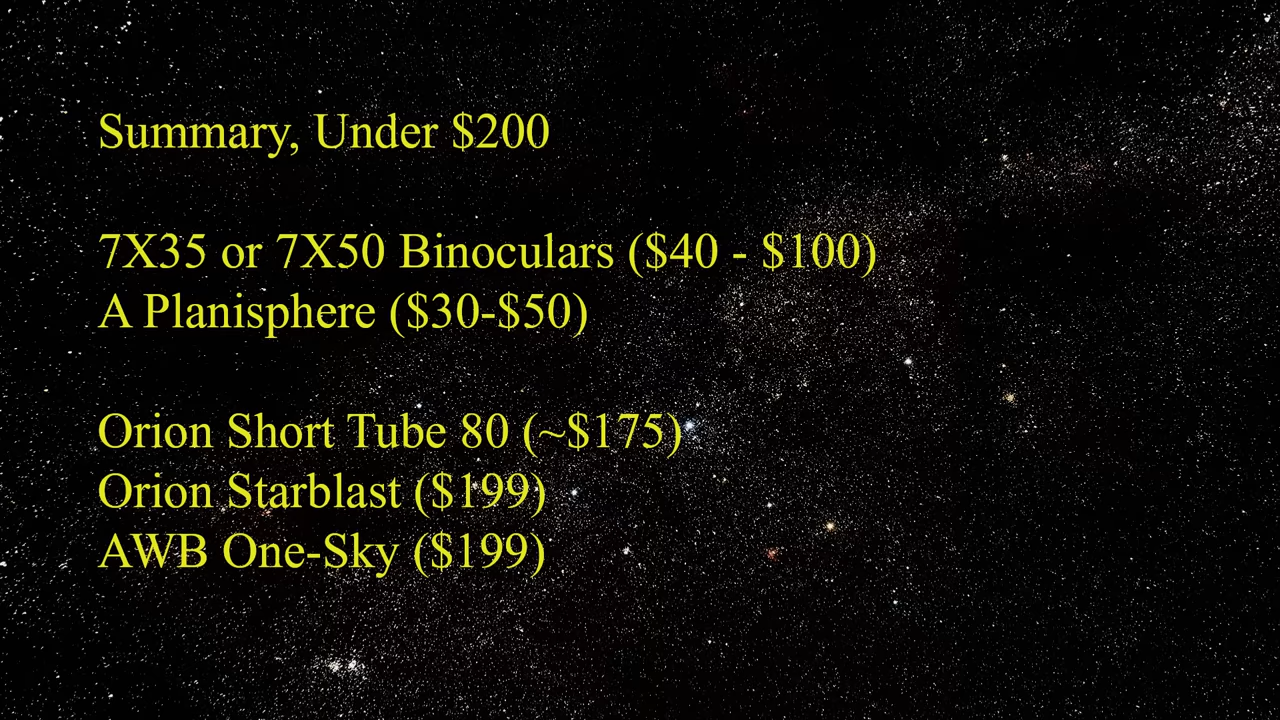 Summary, Under $200
7X35 or 7X50 Binoculars ($40 - $100)
A Planisphere ($30-$50)
Orion Short Tube 80 (~$175)
Orion Starblast ($199)
AWB One-Sky ($199)